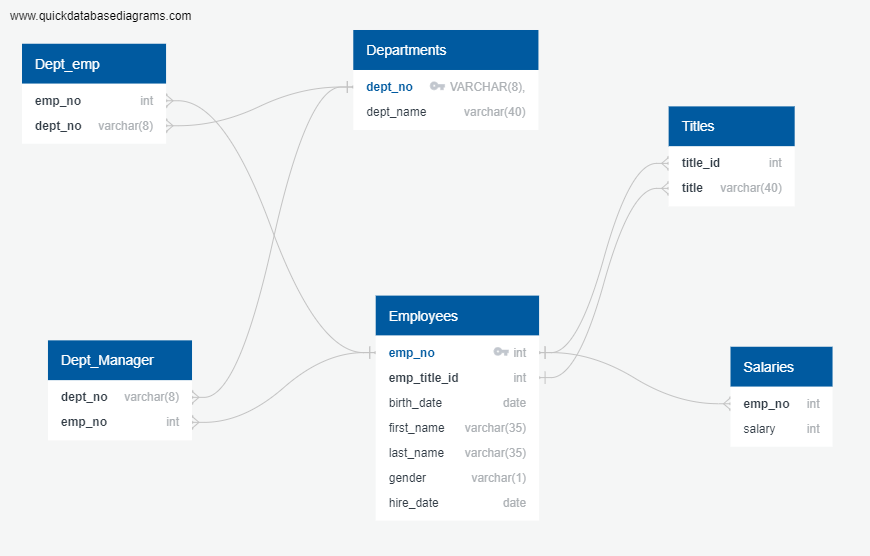 www.quickdatabasediagrams.com
Dept_emp
emp_no int
dept_no varchar(8)
Departments
dept_no VARCHAR(8),
dept_name varchar(40)
Titles
title_id int
title varchar(40)
Dept_Manager
dept_no varchar(8)
emp_no int
Employees
emp_no int
emp_title_id int
birth_date date
first_name varchar(35)
last_name varchar(35)
gender varchar(1)
hire_date date
Salaries
emp_no int
salary int